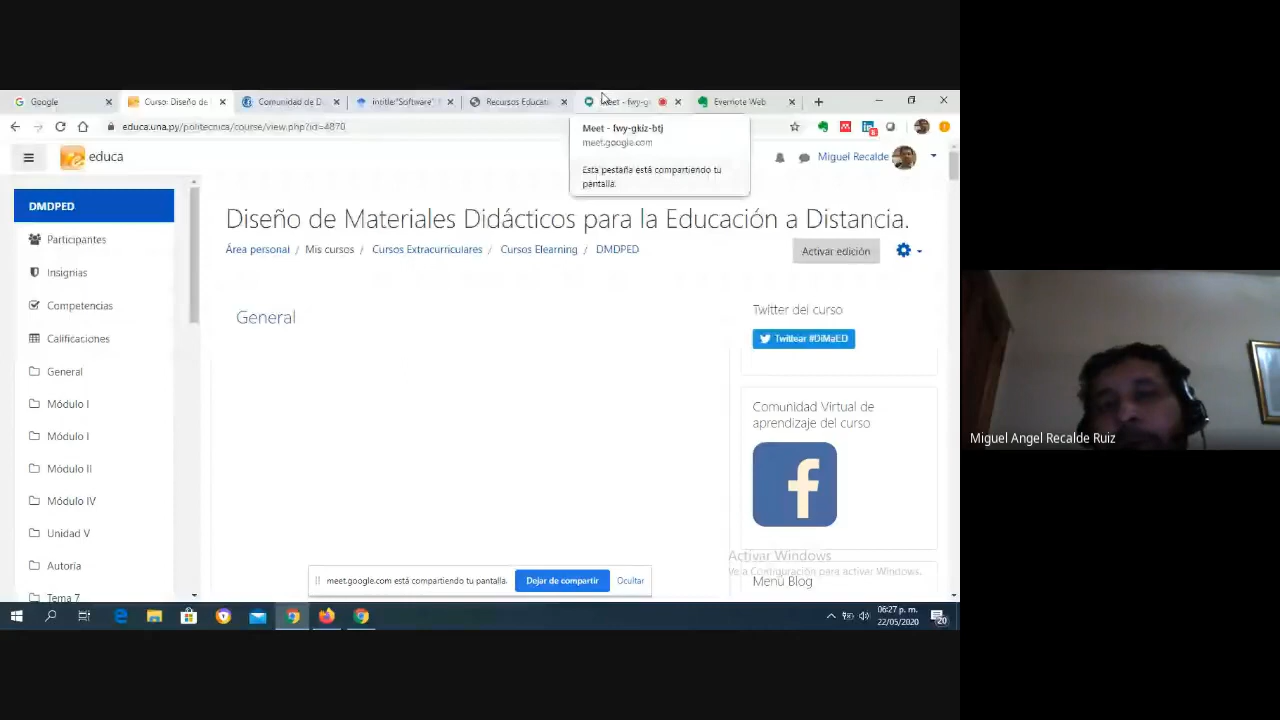 Google
Curso: Diseño de
Comunidad de D
intitle:"Software"
Recursos Educati
Meet - fwy-g
Evernote Web
educa.una.py/politecnica/course/view.php?id=4870
Meet - fwy-gkiz-btj
meet.google.com
Esta pestaña está compartiendo tu
pantalla.
educa
Miguel Recalde
DMDPED
Participantes
Insignias
Competencias
Calificaciones
General
Módulo I
Módulo I
Módulo II
Módulo IV
Unidad V
Autoria
Tema 7
Diseño de Materiales Didácticos para la Educación a Distancia.
Área personal / Mis cursos / Cursos Extracurriculares / Cursos Elearning / DMDPED
Activar edición
General
Twitter del curso
Twittear #DiMaED
Comunidad Virtual de
aprendizaje del curso
Activar Windows
Ve a Configuración para activar Windows.
Menú Blog
meet.google.com está compartiendo tu pantalla.
Dejar de compartir
Ocultar
06:27 p. m.
22/05/2020
20
Miguel Angel Recalde Ruiz